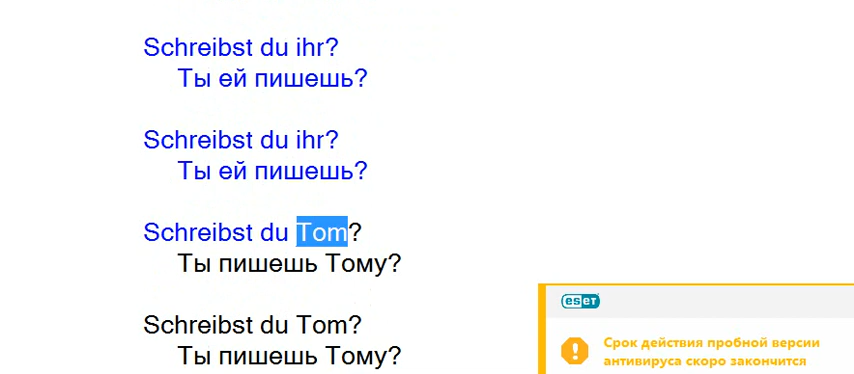 Schreibst du ihr?
Ты ей пишешь?
Schreibst du ihr?
Ты ей пишешь?
Schreibst du Tom?
Ты пишешь Тому?
Schreibst du Tom?
Ты пишешь Тому?
eset
Срок действия пробной версии
антивируса скоро закончится